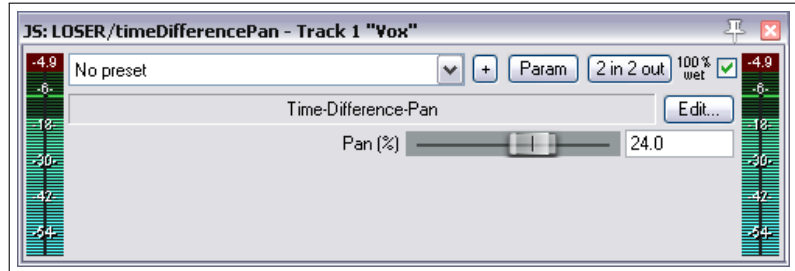 JS: LOSER/timeDifferencePan - Track 1 "Vox"
-4.9 No preset + Param 2 in 2 out 100% wet -4.9
-6- -6-
Time-Difference-Pan Edit...
-18- -18-
Pan (%) 24.0
-30- -30-
-42- -42-
-54- -54-